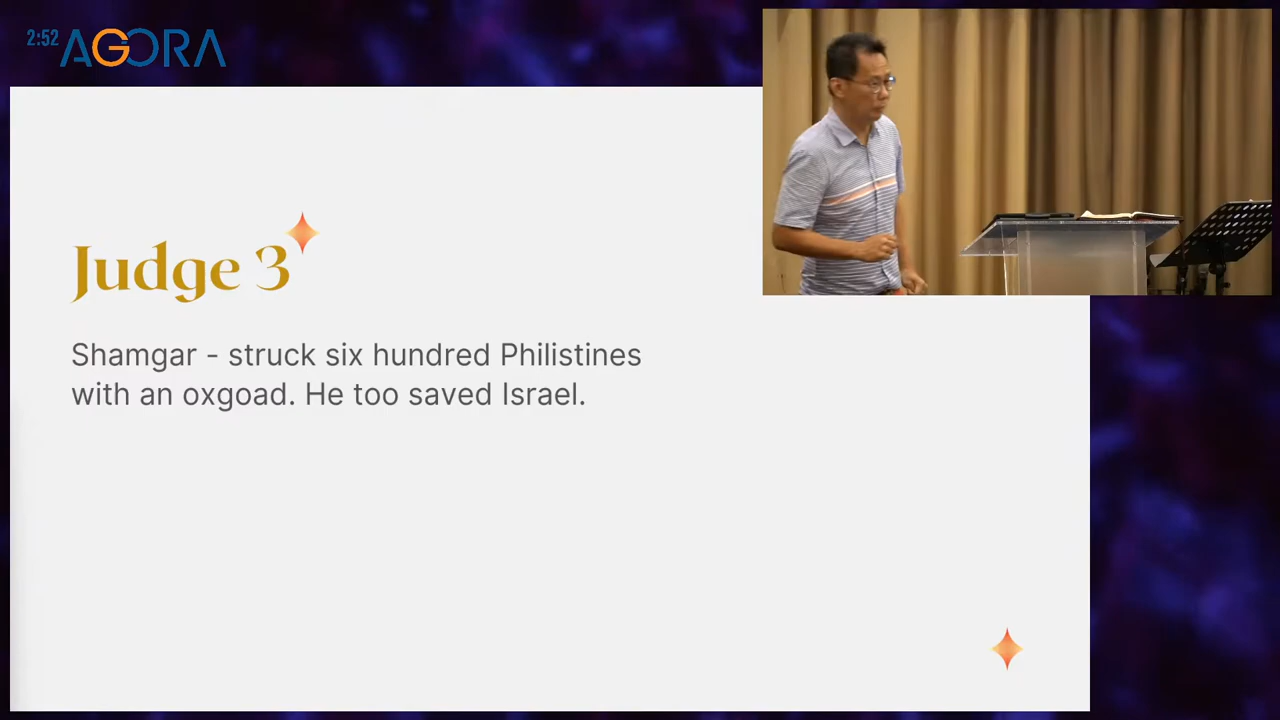 2:52 AGORA
Judge 3
Shamgar - struck six hundred Philistines
with an oxgoad. He too saved Israel.